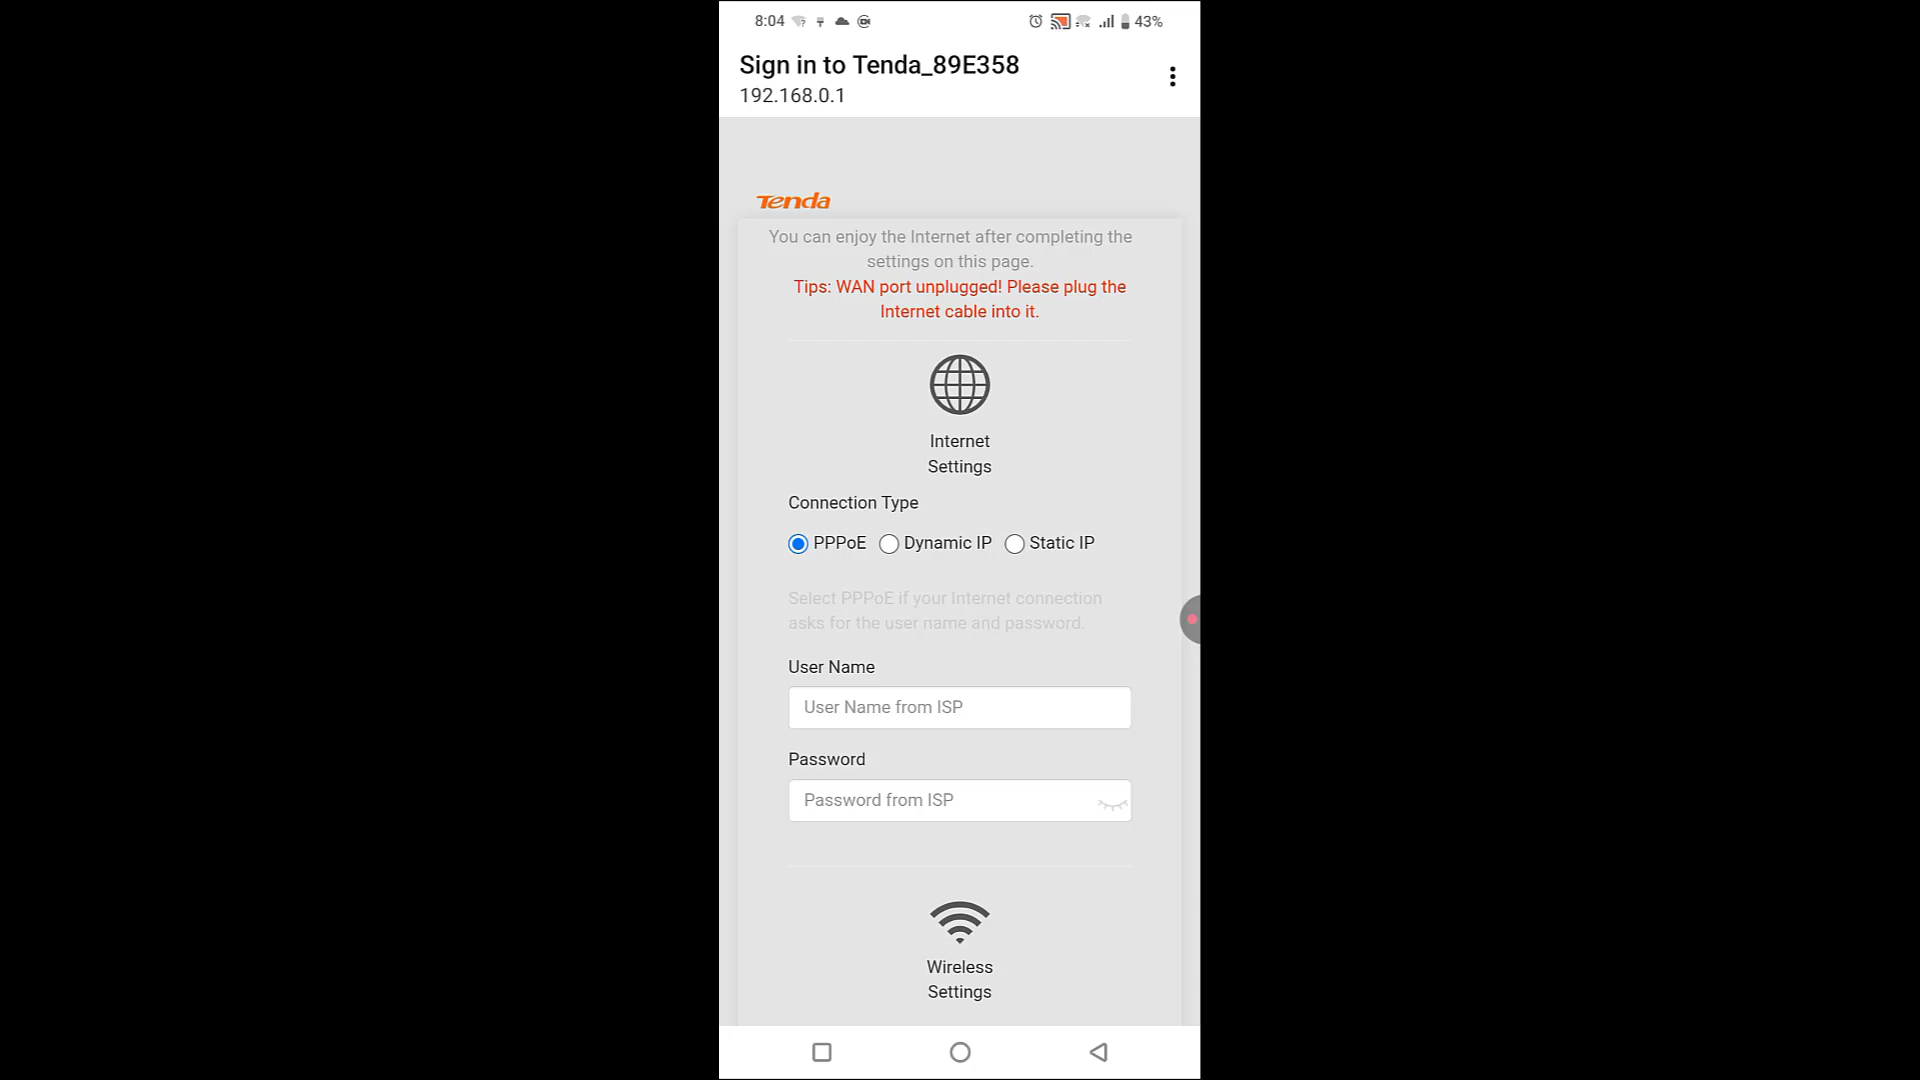 8:04
43%
Sign in to Tenda_89E358
192.168.0.1
Tenda
You can enjoy the Internet after completing the
settings on this page.
Tips: WAN port unplugged! Please plug the
Internet cable into it.
Internet
Settings
Connection Type
PPPoE Dynamic IP Static IP
Select PPPoE if your Internet connection
asks for the user name and password.
User Name
User Name from ISP
Password
Password from ISP
Wireless
Settings